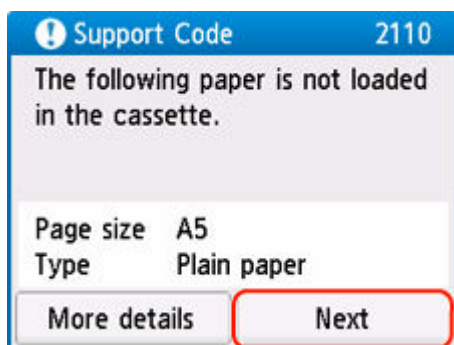 Support Code 2110
The following paper is not loaded
in the cassette.
Page size A5
Type Plain paper
More details Next